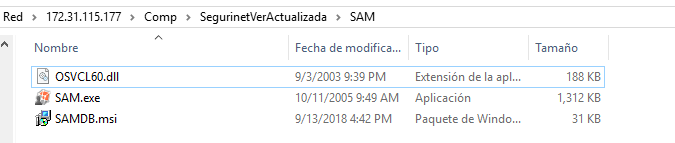 Red > 172.31.115.177 > Comp > SegurinetVerActualizada > SAM
Nombre Fecha de modifica... Tipo Tamaño
OSVCL60.dll 9/3/2003 9:39 PM Extensión de la apl... 188 KB
SAM.exe 10/11/2005 9:49 AM Aplicación 1,312 KB
SAMDB.msi 9/13/2018 4:42 PM Paquete de Windo... 31 KB